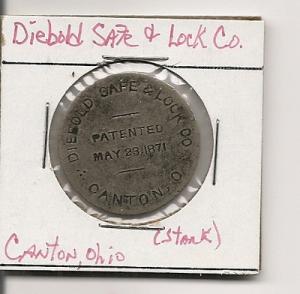 Diebold SAFE & LOCK CO.
DIEBOLD SAFE & LOCK CO.
PATENTED
MAY 23, 1871
CANTON, O.
CANTON, Ohio (STARK)